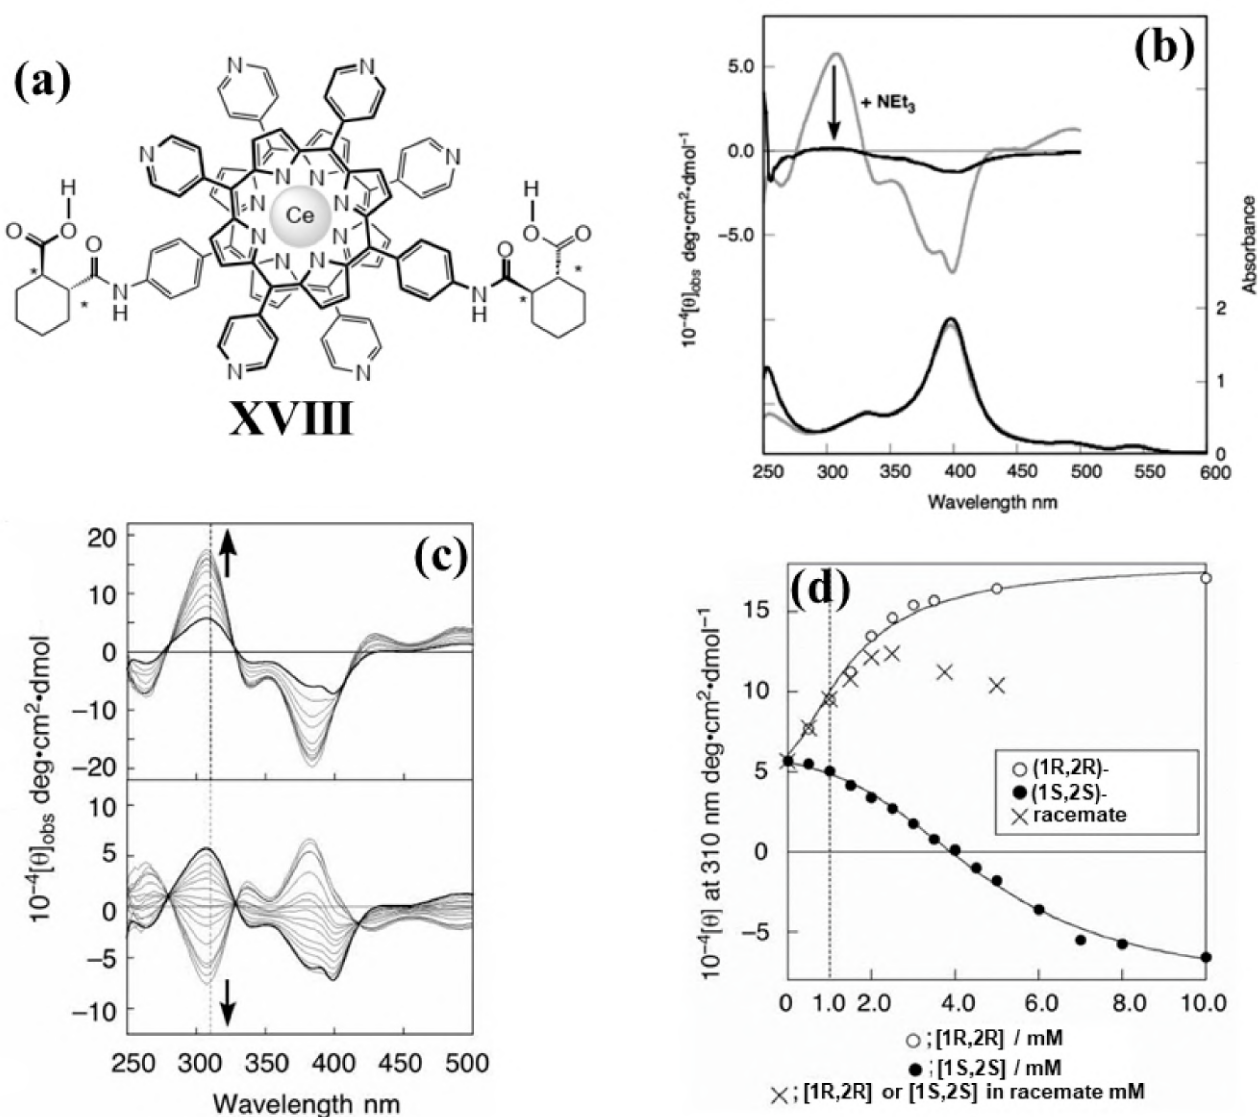 (a)
N
N
N
N
H
O
O
O
*
*
N
H
N
N
N
N
N
N
N
N
Ce
N
H
O
O
H
O
*
*
N
N
XVIII
(b)
5.0
0.0
−5.0
+ NEt3
10⁻⁴[θ]obs deg•cm²•dmol⁻¹
Absorbance
2
1
0
250 300 350 400 450 500 550 600
Wavelength nm
(c)
20
10
0
−10
−20
10
5
0
−5
−10
10⁻⁴[θ]obs deg•cm²•dmol
250 300 350 400 450 500
Wavelength nm
(d)
15
10
5
0
−5
10⁻⁴[θ] at 310 nm deg•cm²•dmol⁻¹
(1R,2R)-
(1S,2S)-
racemate
0 1.0 2.0 4.0 6.0 8.0 10.0
○ ; [1R,2R] / mM
● ; [1S,2S] / mM
× ; [1R,2R] or [1S,2S] in racemate mM